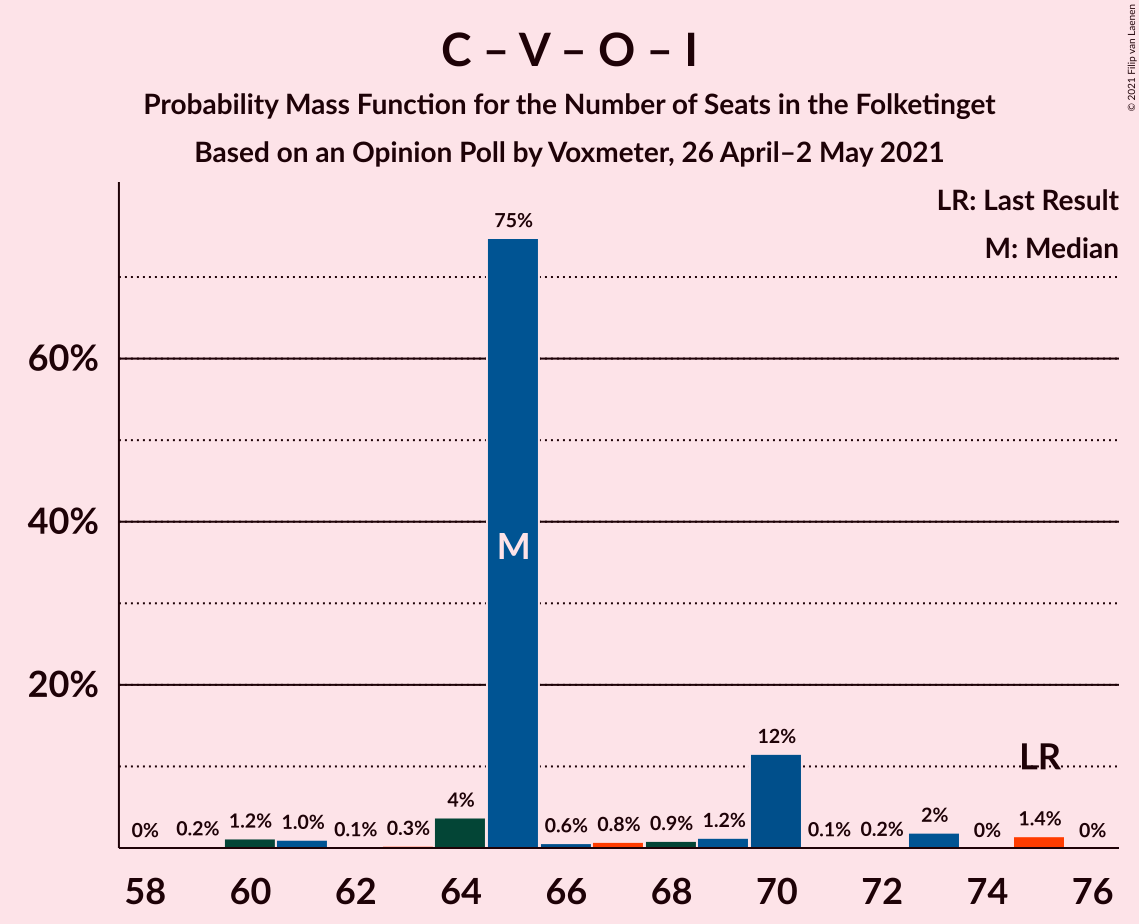 C – V – O – I
Probability Mass Function for the Number of Seats in the Folketinget
Based on an Opinion Poll by Voxmeter, 26 April–2 May 2021
© 2021 Filip van Laenen
LR: Last Result
M: Median
75%
60%
40%
M
20%
12%
LR
0% 0.2% 1.2% 1.0% 0.1% 0.3% 4% 0.6% 0.8% 0.9% 1.2% 0.1% 0.2% 2% 0% 1.4% 0%
58 60 62 64 66 68 70 72 74 76